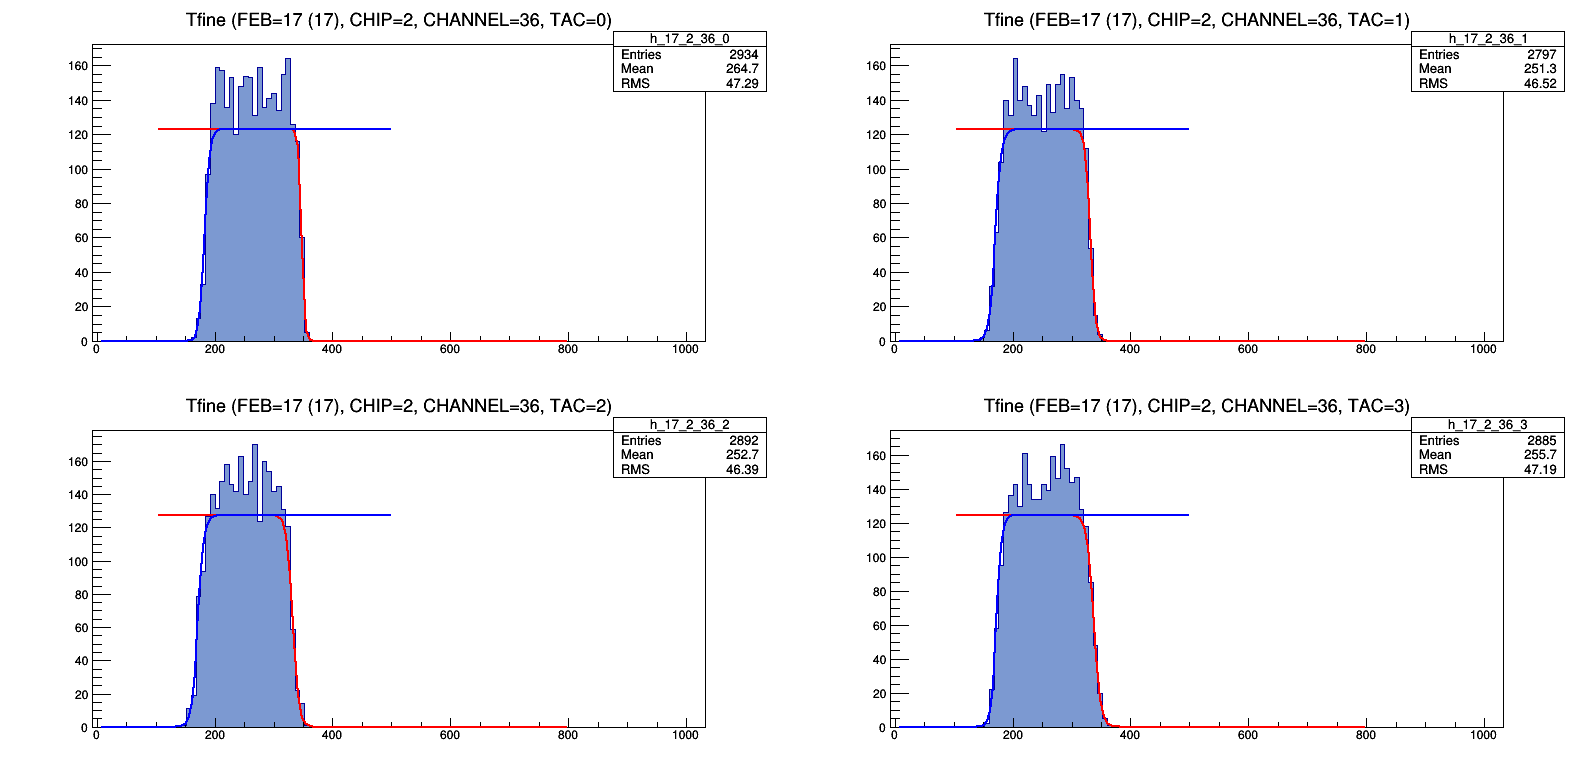 Tfine (FEB=17 (17), CHIP=2, CHANNEL=36, TAC=0)
h_17_2_36_0
Entries 2934
Mean 264.7
RMS 47.29
160
140
120
100
80
60
40
20
0
0 200 400 600 800 1000
Tfine (FEB=17 (17), CHIP=2, CHANNEL=36, TAC=1)
h_17_2_36_1
Entries 2797
Mean 251.3
RMS 46.52
160
140
120
100
80
60
40
20
0
0 200 400 600 800 1000
Tfine (FEB=17 (17), CHIP=2, CHANNEL=36, TAC=2)
h_17_2_36_2
Entries 2892
Mean 252.7
RMS 46.39
160
140
120
100
80
60
40
20
0
0 200 400 600 800 1000
Tfine (FEB=17 (17), CHIP=2, CHANNEL=36, TAC=3)
h_17_2_36_3
Entries 2885
Mean 255.7
RMS 47.19
160
140
120
100
80
60
40
20
0
0 200 400 600 800 1000